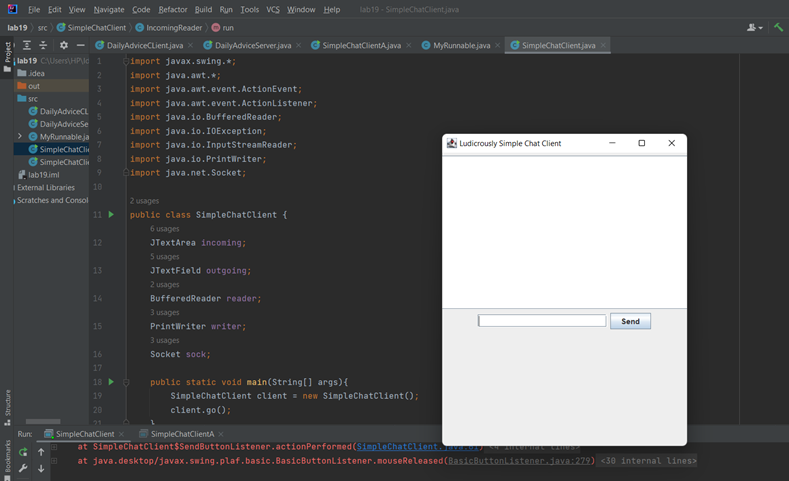 File Edit View Navigate Code Refactor Build Run Tools VCS Window Help lab19 - SimpleChatClient.java
lab19 src SimpleChatClient IncomingReader run
Project
DailyAdviceCLient.java DailyAdviceServer.java SimpleChatClientA.java MyRunnable.java SimpleChatClient.java
lab19 C:\Users\HP\Id
.idea
out
src
DailyAdviceCL
DailyAdviceSe
MyRunnable.ja
SimpleChatClie
SimpleChatClie
lab19.iml
External Libraries
Scratches and Consol
1 import javax.swing.*;
2 import java.awt.*;
3 import java.awt.event.ActionEvent;
4 import java.awt.event.ActionListener;
5 import java.io.BufferedReader;
6 import java.io.IOException;
7 import java.io.InputStreamReader;
8 import java.io.PrintWriter;
9 import java.net.Socket;
10
2 usages
11 public class SimpleChatClient {
6 usages
12 JTextArea incoming;
5 usages
13 JTextField outgoing;
2 usages
14 BufferedReader reader;
3 usages
15 PrintWriter writer;
3 usages
16 Socket sock;
17
18 public static void main(String[] args){
19 SimpleChatClient client = new SimpleChatClient();
20 client.go();
21 }
Ludicrously Simple Chat Client
Send
Structure
Bookmarks
Run: SimpleChatClient SimpleChatClientA
at SimpleChatClient$SendButtonListener.actionPerformed(SimpleChatClient.java:61) <4 internal lines>
at java.desktop/javax.swing.plaf.basic.BasicButtonListener.mouseReleased(BasicButtonListener.java:279) <30 internal lines>